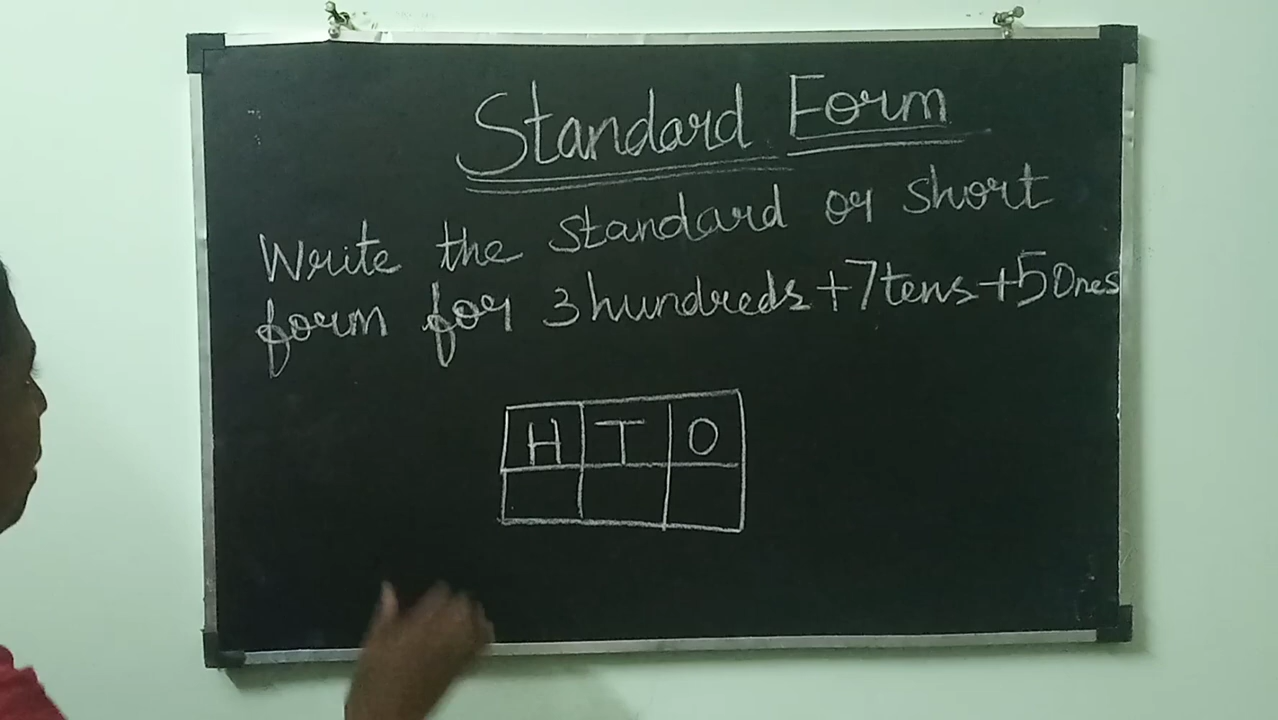 Standard Form
Write the standard or short
form for 3 hundreds + 7 tens + 5 Ones
H T O